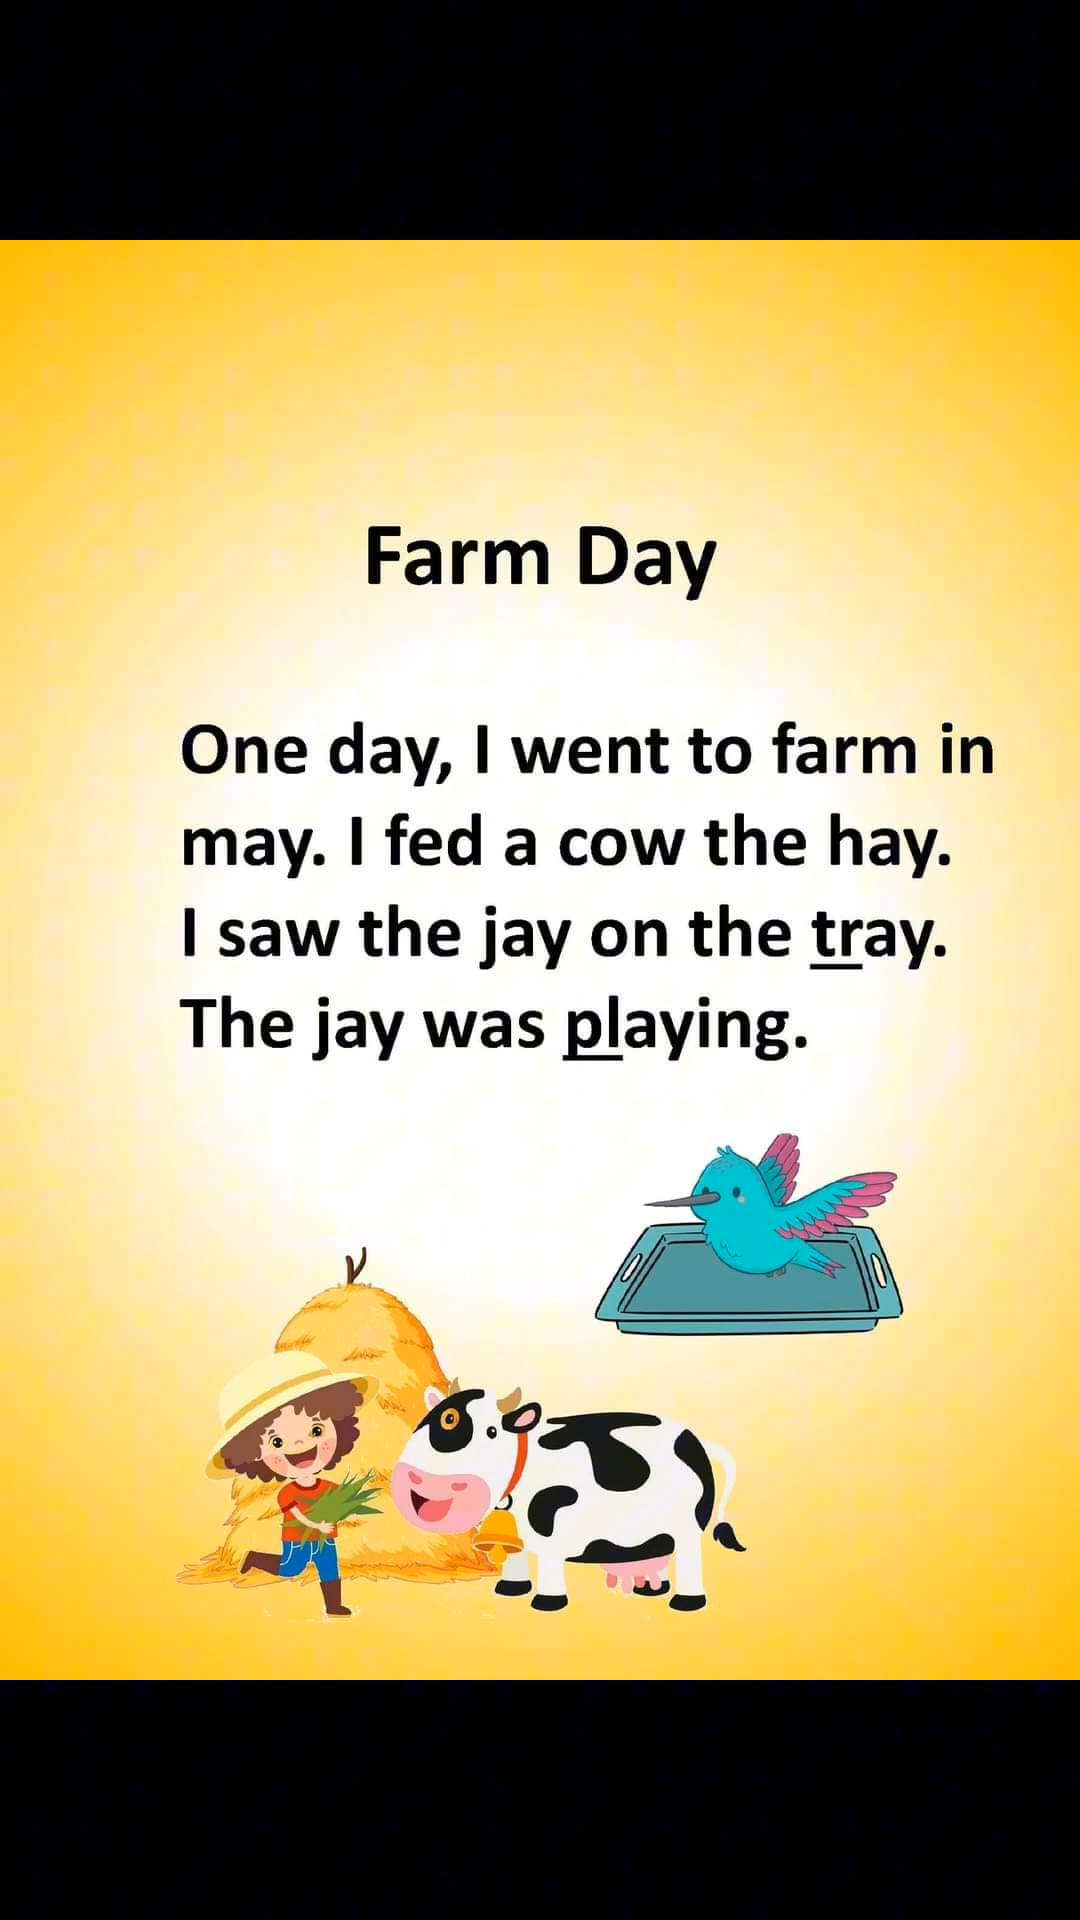 Farm Day
One day, I went to farm in
may. I fed a cow the hay.
I saw the jay on the tray.
The jay was playing.